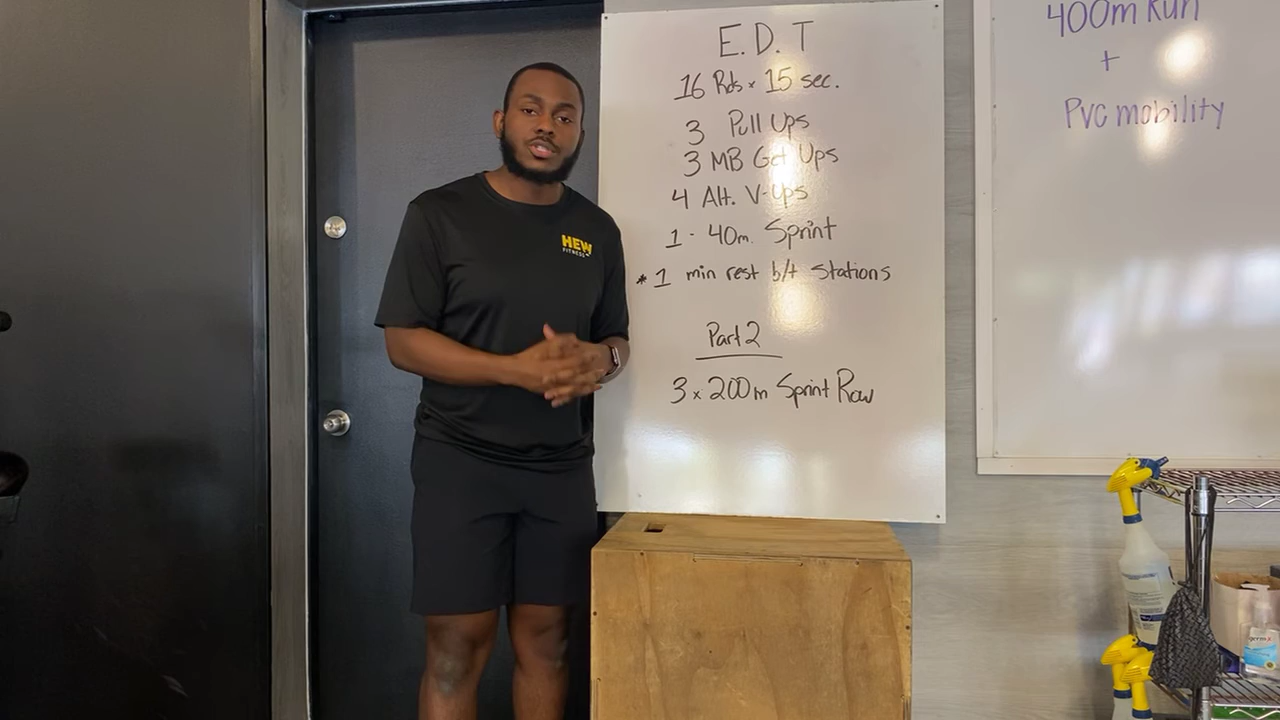 E.D.T
16 Rds x 15 sec.
3 Pull Ups
3 MB Get Ups
4 Alt. V-Ups
1 - 40m. Sprint
* 1 min rest b/t Stations
Part 2
3 x 200m Sprint Row
400m Run
+
PVC mobility
HEW
FITNESS